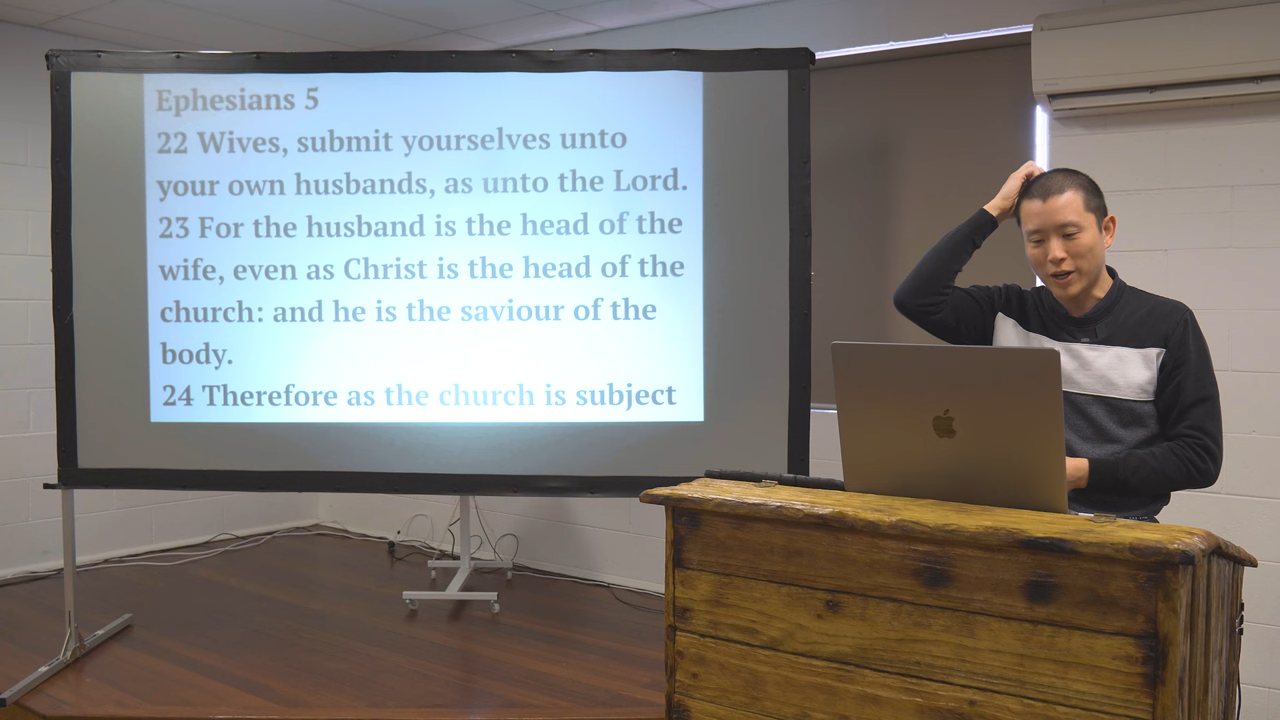 Ephesians 5
22 Wives, submit yourselves unto
your own husbands, as unto the Lord.
23 For the husband is the head of the
wife, even as Christ is the head of the
church: and he is the saviour of the
body.
24 Therefore as the church is subject